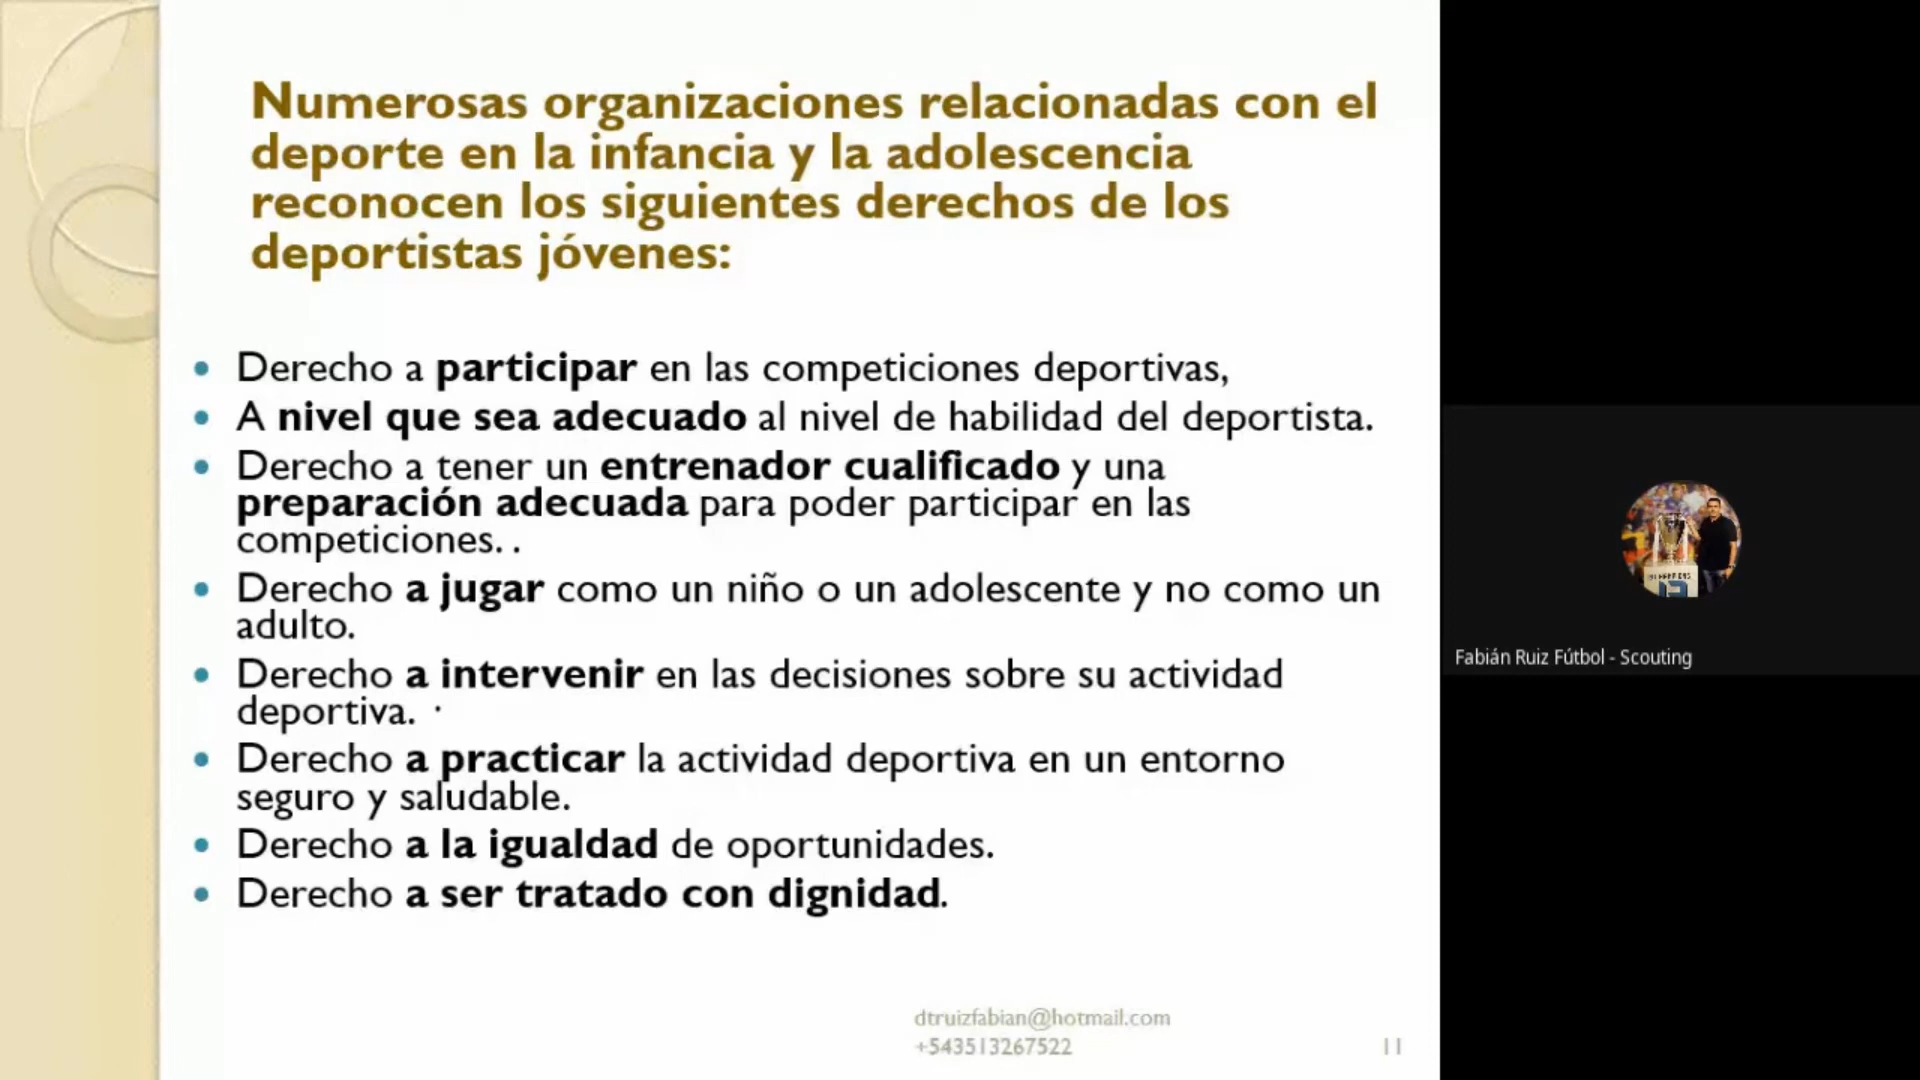 Numerosas organizaciones relacionadas con el
deporte en la infancia y la adolescencia
reconocen los siguientes derechos de los
deportistas jóvenes:
• Derecho a participar en las competiciones deportivas,
• A nivel que sea adecuado al nivel de habilidad del deportista.
• Derecho a tener un entrenador cualificado y una
preparación adecuada para poder participar en las
competiciones. .
• Derecho a jugar como un niño o un adolescente y no como un
adulto.
• Derecho a intervenir en las decisiones sobre su actividad
deportiva. ·
• Derecho a practicar la actividad deportiva en un entorno
seguro y saludable.
• Derecho a la igualdad de oportunidades.
• Derecho a ser tratado con dignidad.
dtruizfabian@hotmail.com
+543513267522
11
Fabián Ruiz Fútbol - Scouting